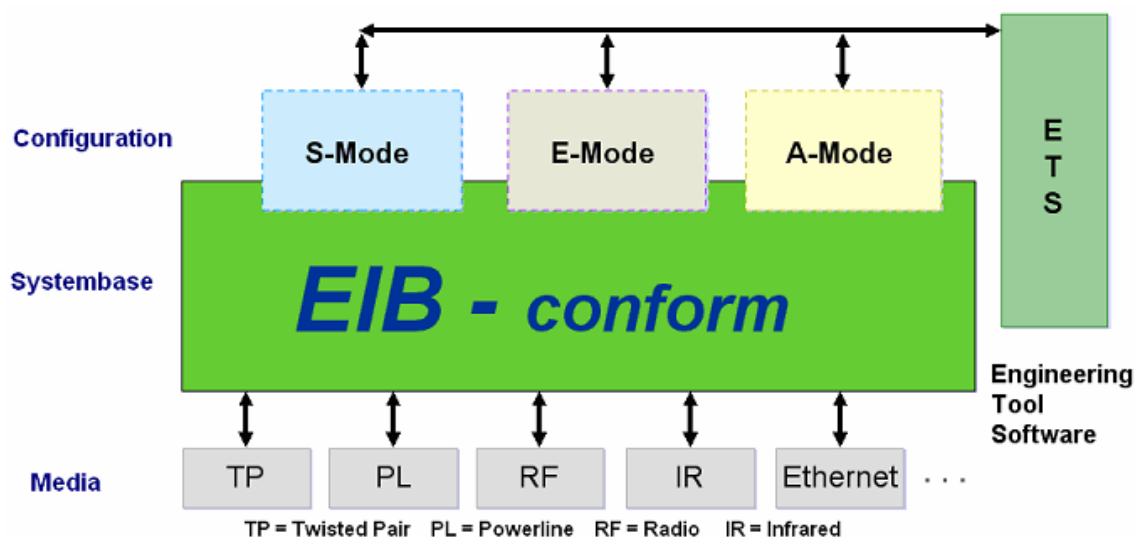 Configuration
S-Mode
E-Mode
A-Mode
E
T
S
Systembase
EIB - conform
Engineering
Tool
Software
Media
TP
PL
RF
IR
Ethernet
. . .
TP = Twisted Pair PL = Powerline RF = Radio IR = Infrared